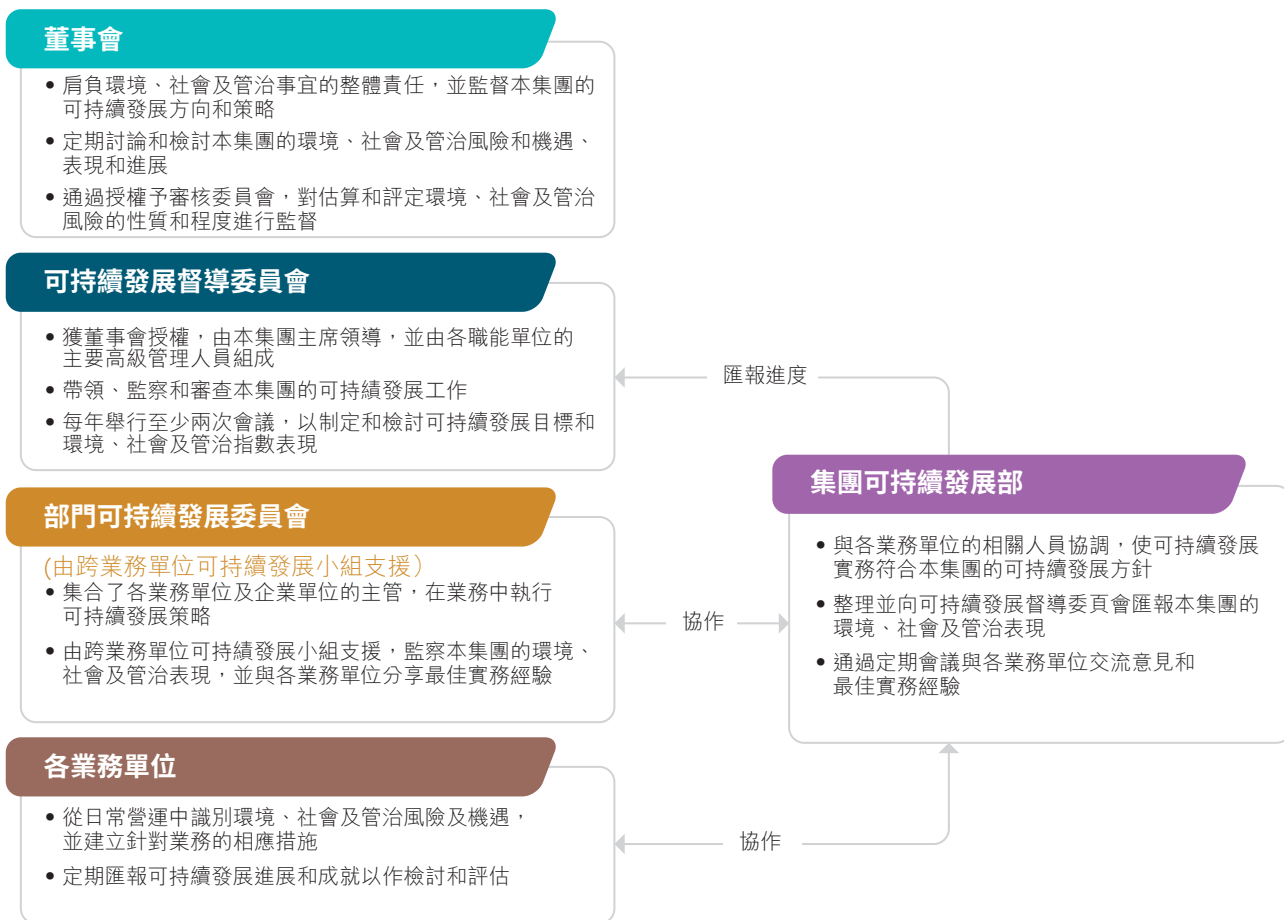 董事會
• 肩負環境、社會及管治事宜的整體責任，並監督本集團的
可持續發展方向和策略
• 定期討論和檢討本集團的環境、社會及管治風險和機遇、
表現和進展
• 通過授權予審核委員會，對估算和評定環境、社會及管治
風險的性質和程度進行監督
可持續發展督導委員會
• 獲董事會授權，由本集團主席領導，並由各職能單位的
主要高級管理人員組成
• 帶領、監察和審查本集團的可持續發展工作
• 每年舉行至少兩次會議，以制定和檢討可持續發展目標和
環境、社會及管治指數表現
匯報進度
部門可持續發展委員會
(由跨業務單位可持續發展小組支援）
• 集合了各業務單位及企業單位的主管，在業務中執行
可持續發展策略
• 由跨業務單位可持績發展小組支援，監察本集團的環境、
社會及管治表現，並與各業務單位分享最佳實務經驗
協作
集團可持續發展部
• 與各業務單位的相關人員協調，使可持續發展
實務符合本集團的可持續發展方針
• 整理並向可持續發展督導委頁會匯報本集團的
環境、社會及管治表現
• 通過定期會議與各業務單位交流意見和
最佳實務經驗
各業務單位
• 從日常營運中識別環境、社會及管治風險及機遇，
並建立針對業務的相應措施
• 定期匯報可持續發展進展和成就以作檢討和評估
協作